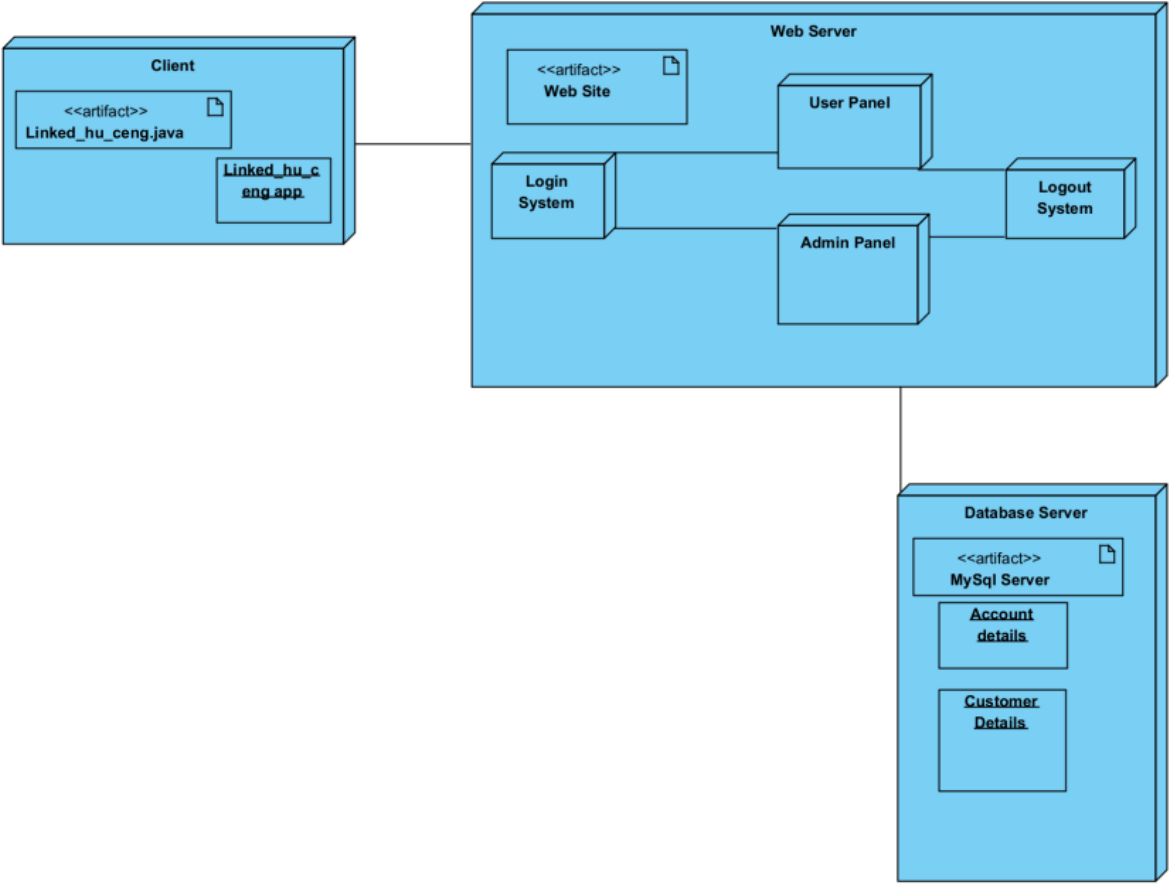 Client
<<artifact>>
Linked_hu_ceng.java
Linked_hu_c
eng app
Web Server
<<artifact>>
Web Site
User Panel
Login
System
Logout
System
Admin Panel
Database Server
<<artifact>>
MySql Server
Account
details
Customer
Details